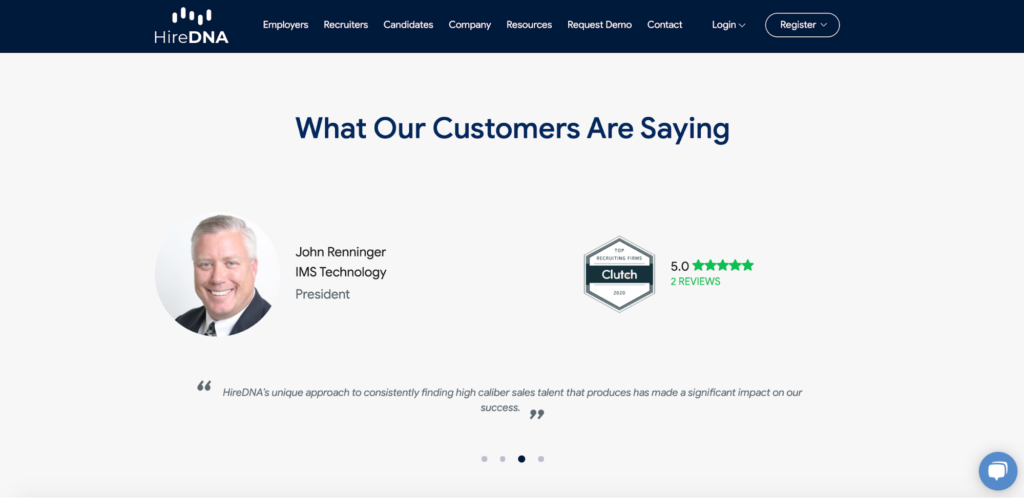 HireDNA
Employers Recruiters Candidates Company Resources Request Demo Contact Login Register
What Our Customers Are Saying
John Renninger
IMS Technology
President
TOP
RECRUITING FIRMS
Clutch
2020
5.0
2 REVIEWS
“ HireDNA's unique approach to consistently finding high caliber sales talent that produces has made a significant impact on our
success. ”